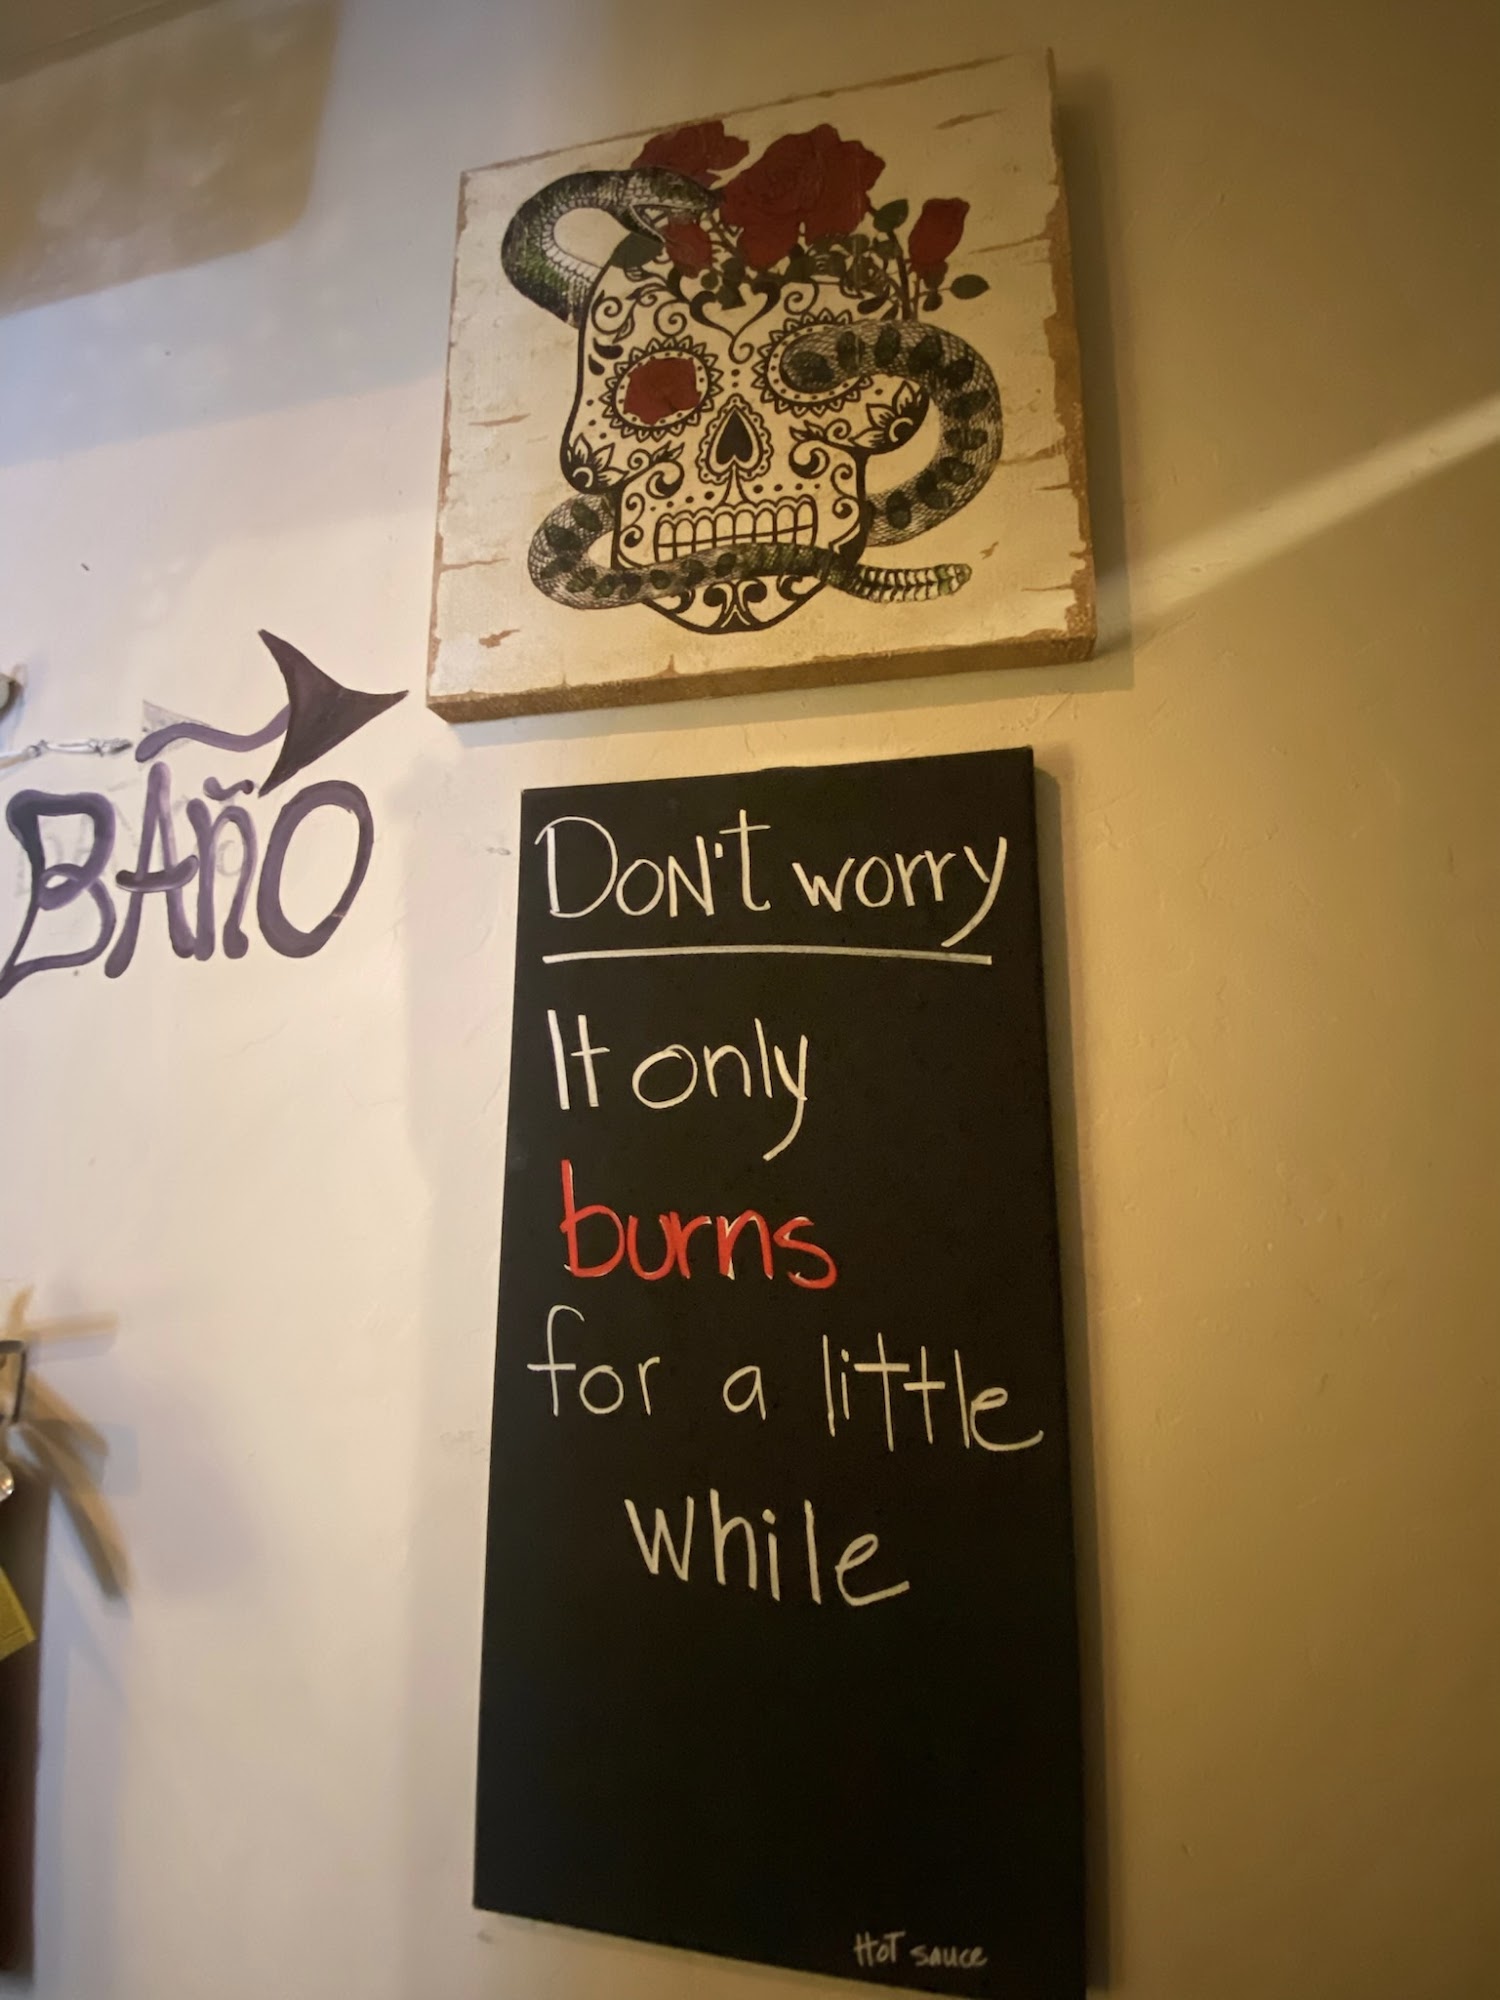 BAÑO
Don't worry
It only
burns
for a little
while
Hot sauce